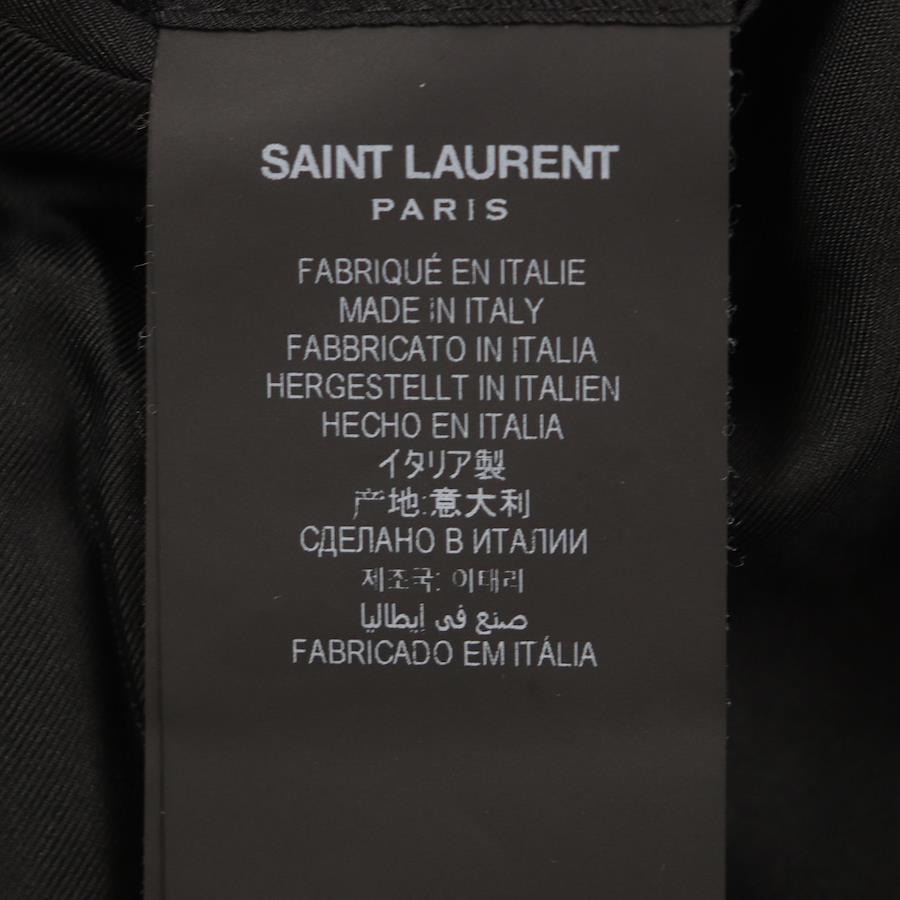 SAINT LAURENT
PARIS
FABRIQUÉ EN ITALIE
MADE IN ITALY
FABBRICATO IN ITALIA
HERGESTELLT IN ITALIEN
HECHO EN ITALIA
イタリア製
产地:意大利
СДЕЛАНО В ИТАЛИИ
제조국: 이태리
صنع في إيطاليا
FABRICADO EM ITÁLIA